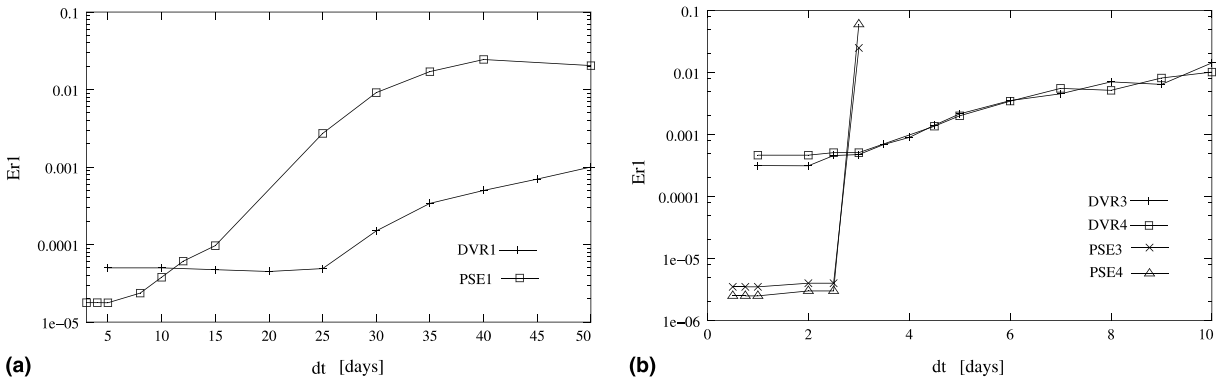 0.1
0.01
0.001
0.0001
1e−05
Er1
5
10
15
20
25
30
35
40
45
50
dt [days]
DVR1
PSE1
(a)
0.1
0.01
0.001
0.0001
1e−05
1e−06
Er1
0
2
4
6
8
10
dt [days]
DVR3
DVR4
PSE3
PSE4
(b)